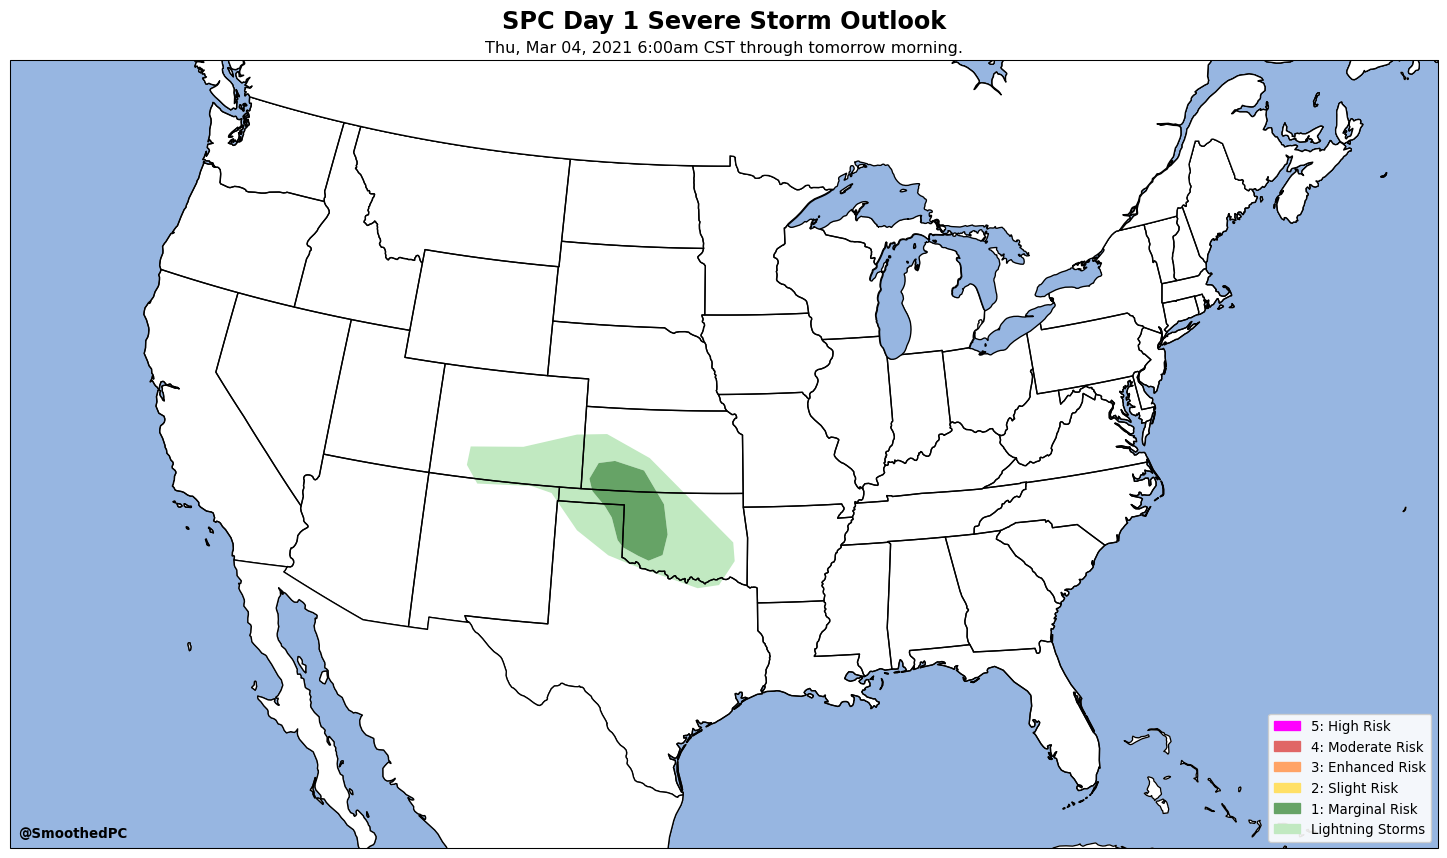 SPC Day 1 Severe Storm Outlook
Thu, Mar 04, 2021 6:00am CST through tomorrow morning.
5: High Risk
4: Moderate Risk
3: Enhanced Risk
2: Slight Risk
1: Marginal Risk
Lightning Storms
@SmoothedPC